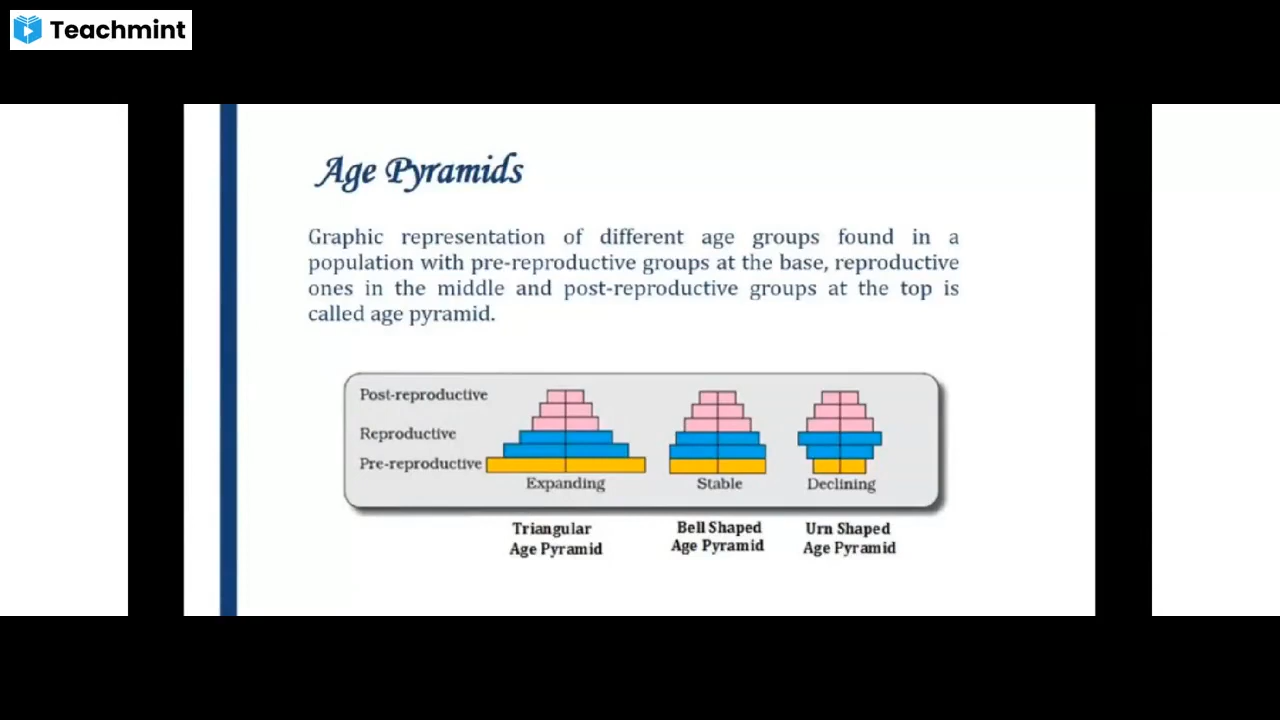 Teachmint
Age Pyramids
Graphic representation of different age groups found in a
population with pre-reproductive groups at the base, reproductive
ones in the middle and post-reproductive groups at the top is
called age pyramid.
Post-reproductive
Reproductive
Pre-reproductive
Expanding
Stable
Declining
Triangular
Age Pyramid
Bell Shaped
Age Pyramid
Urn Shaped
Age Pyramid